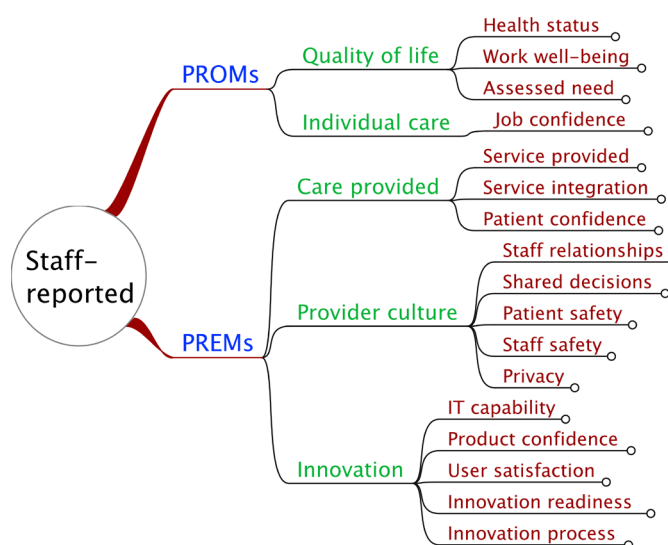 Staff–
reported
PROMs
Quality of life
Health status
Work well–being
Assessed need
Individual care
Job confidence
PREMs
Care provided
Service provided
Service integration
Patient confidence
Provider culture
Staff relationships
Shared decisions
Patient safety
Staff safety
Privacy
Innovation
IT capability
Product confidence
User satisfaction
Innovation readiness
Innovation process